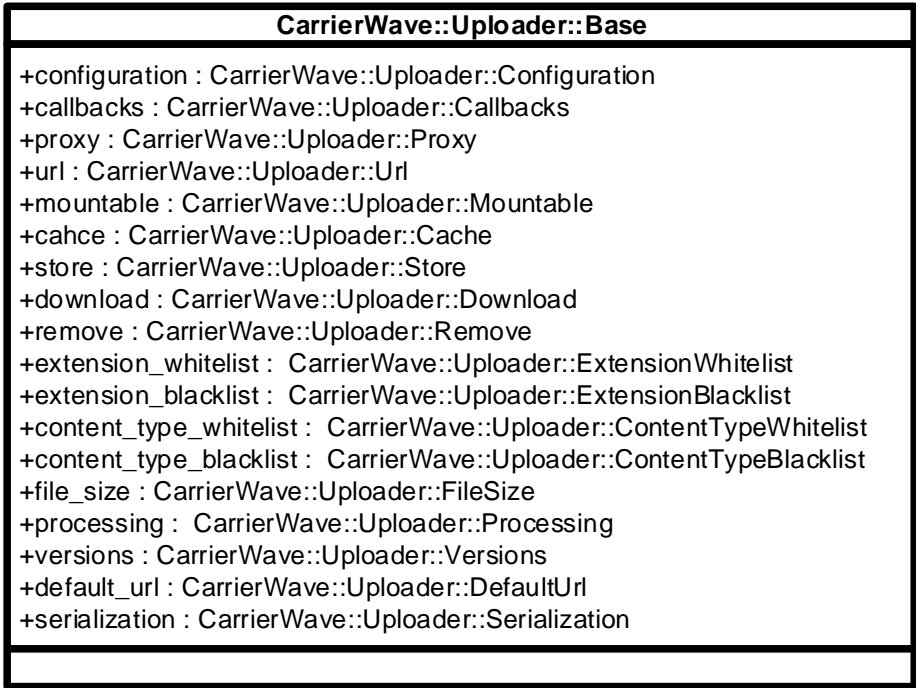 CarrierWave::Uploader::Base
+configuration : CarrierWave::Uploader::Configuration
+callbacks : CarrierWave::Uploader::Callbacks
+proxy : CarrierWave::Uploader::Proxy
+url : CarrierWave::Uploader::Url
+mountable : CarrierWave::Uploader::Mountable
+cahce : CarrierWave::Uploader::Cache
+store : CarrierWave::Uploader::Store
+download : CarrierWave::Uploader::Download
+remove : CarrierWave::Uploader::Remove
+extension_whitelist :  CarrierWave::Uploader::ExtensionWhitelist
+extension_blacklist :  CarrierWave::Uploader::ExtensionBlacklist
+content_type_whitelist :  CarrierWave::Uploader::ContentTypeWhitelist
+content_type_blacklist :  CarrierWave::Uploader::ContentTypeBlacklist
+file_size : CarrierWave::Uploader::FileSize
+processing :  CarrierWave::Uploader::Processing
+versions : CarrierWave::Uploader::Versions
+default_url : CarrierWave::Uploader::DefaultUrl
+serialization : CarrierWave::Uploader::Serialization